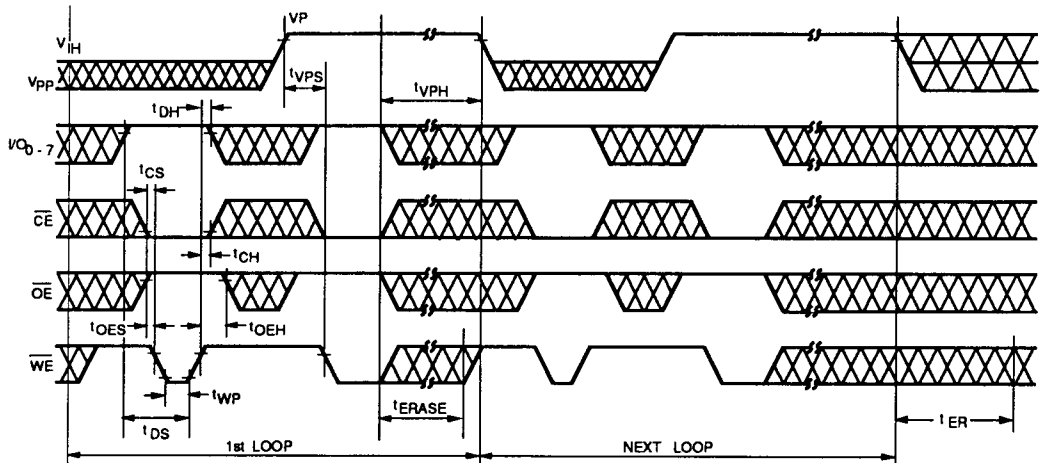 VP
VIH
VPP
tVPS
tVPH
tDH
I/O0 - 7
tCS
CE
tCH
OE
tOES
tOEH
WE
tWP
tERASE
tER
tDS
1st LOOP
NEXT LOOP